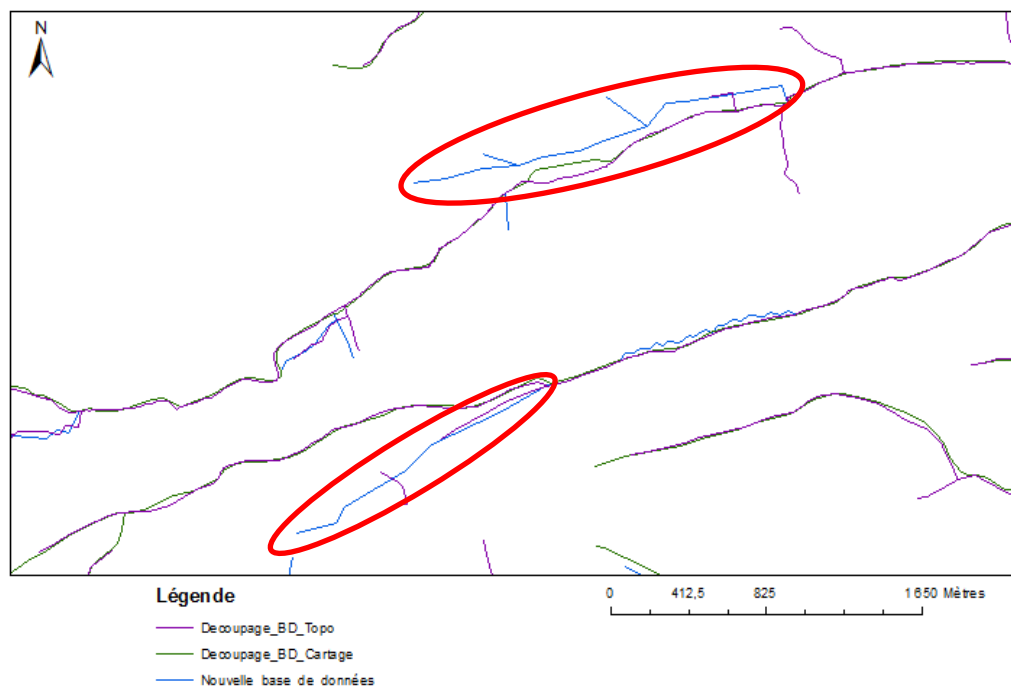 N
Légende
0 412,5 825 1 650 Mètres
Decoupage_BD_Topo
Decoupage_BD_Cartage
Nouvelle base de données